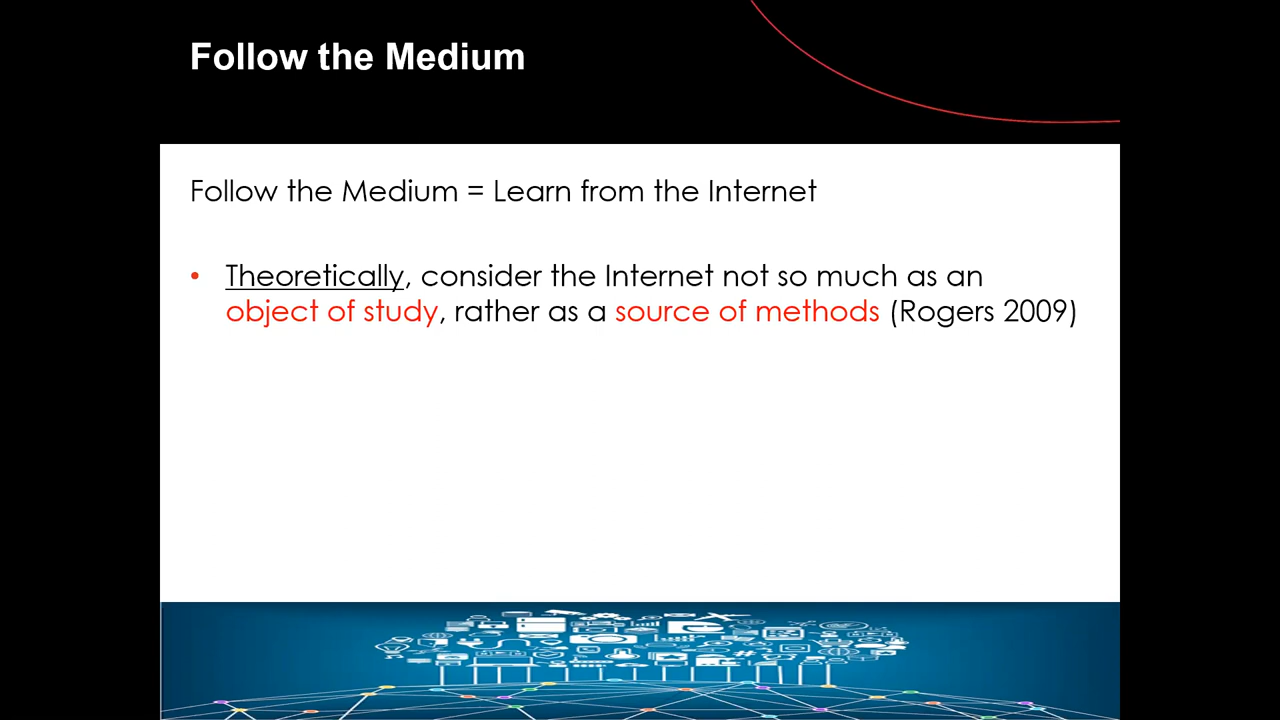 Follow the Medium
Follow the Medium = Learn from the Internet
• Theoretically, consider the Internet not so much as an
object of study, rather as a source of methods (Rogers 2009)